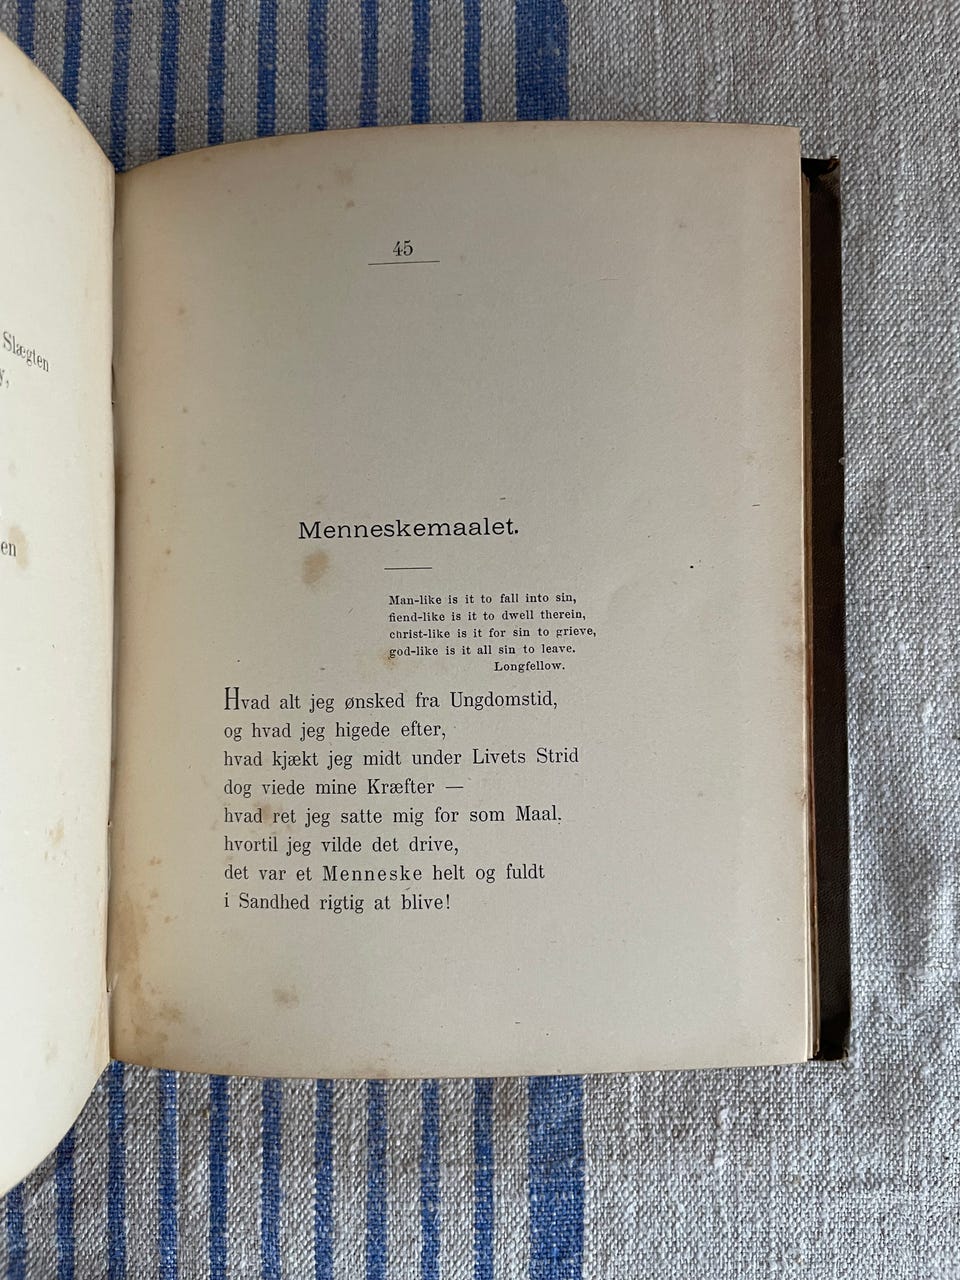 Slægten
y,
en
45
Menneskemaalet.
Man-like is it to fall into sin,
fiend-like is it to dwell therein,
christ-like is it for sin to grieve,
god-like is it all sin to leave.
Longfellow.
Hvad alt jeg ønsked fra Ungdomstid,
og hvad jeg higede efter,
hvad kjækt jeg midt under Livets Strid
dog viede mine Kræfter —
hvad ret jeg satte mig for som Maal,
hvortil jeg vilde det drive,
det var et Menneske helt og fuldt
i Sandhed rigtig at blive!